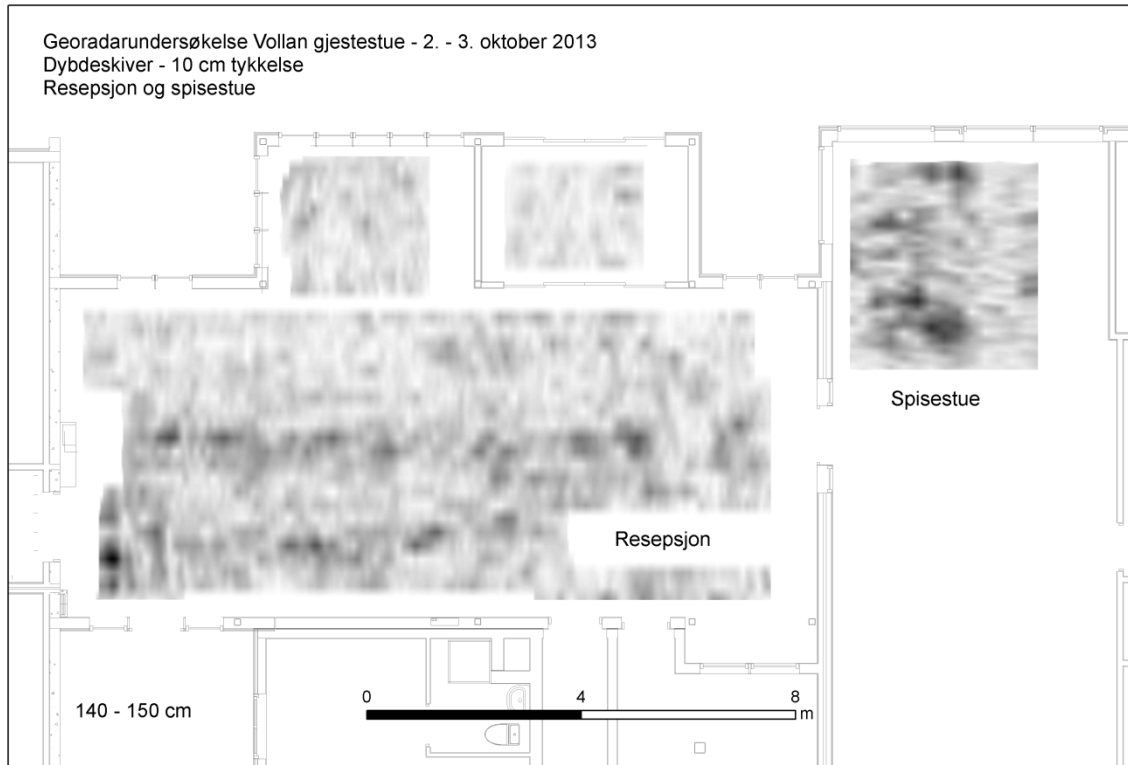 Georadarundersøkelse Vollan gjestestue - 2. - 3. oktober 2013
Dybdeskiver - 10 cm tykkelse
Resepsjon og spisestue
Spisestue
Resepsjon
140 - 150 cm
0 4 8
m